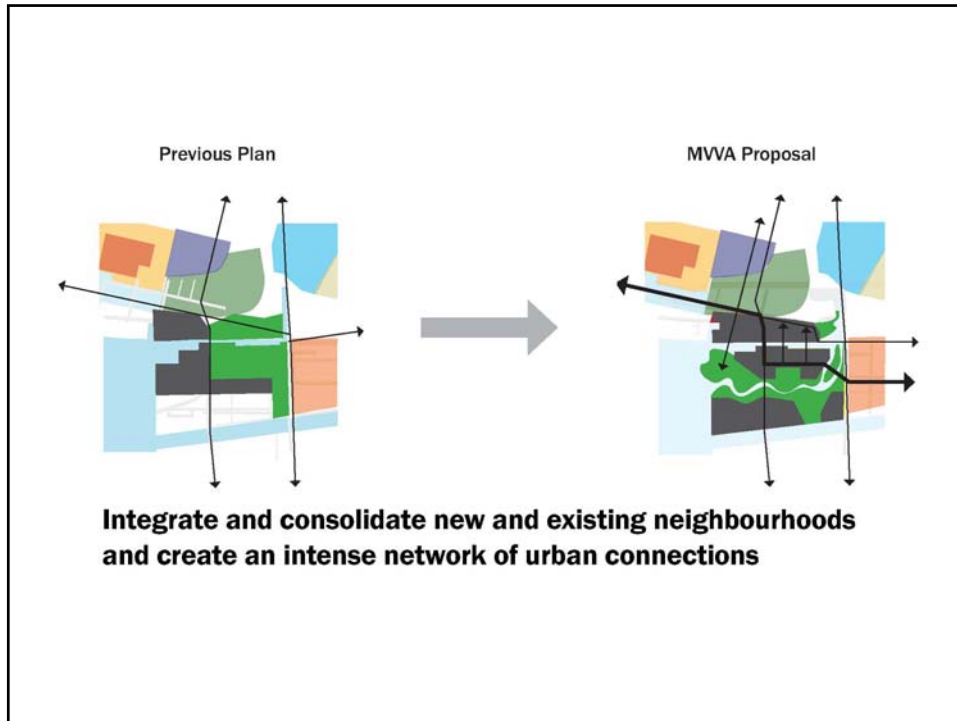 Previous Plan
MVVA Proposal
Integrate and consolidate new and existing neighbourhoods
and create an intense network of urban connections